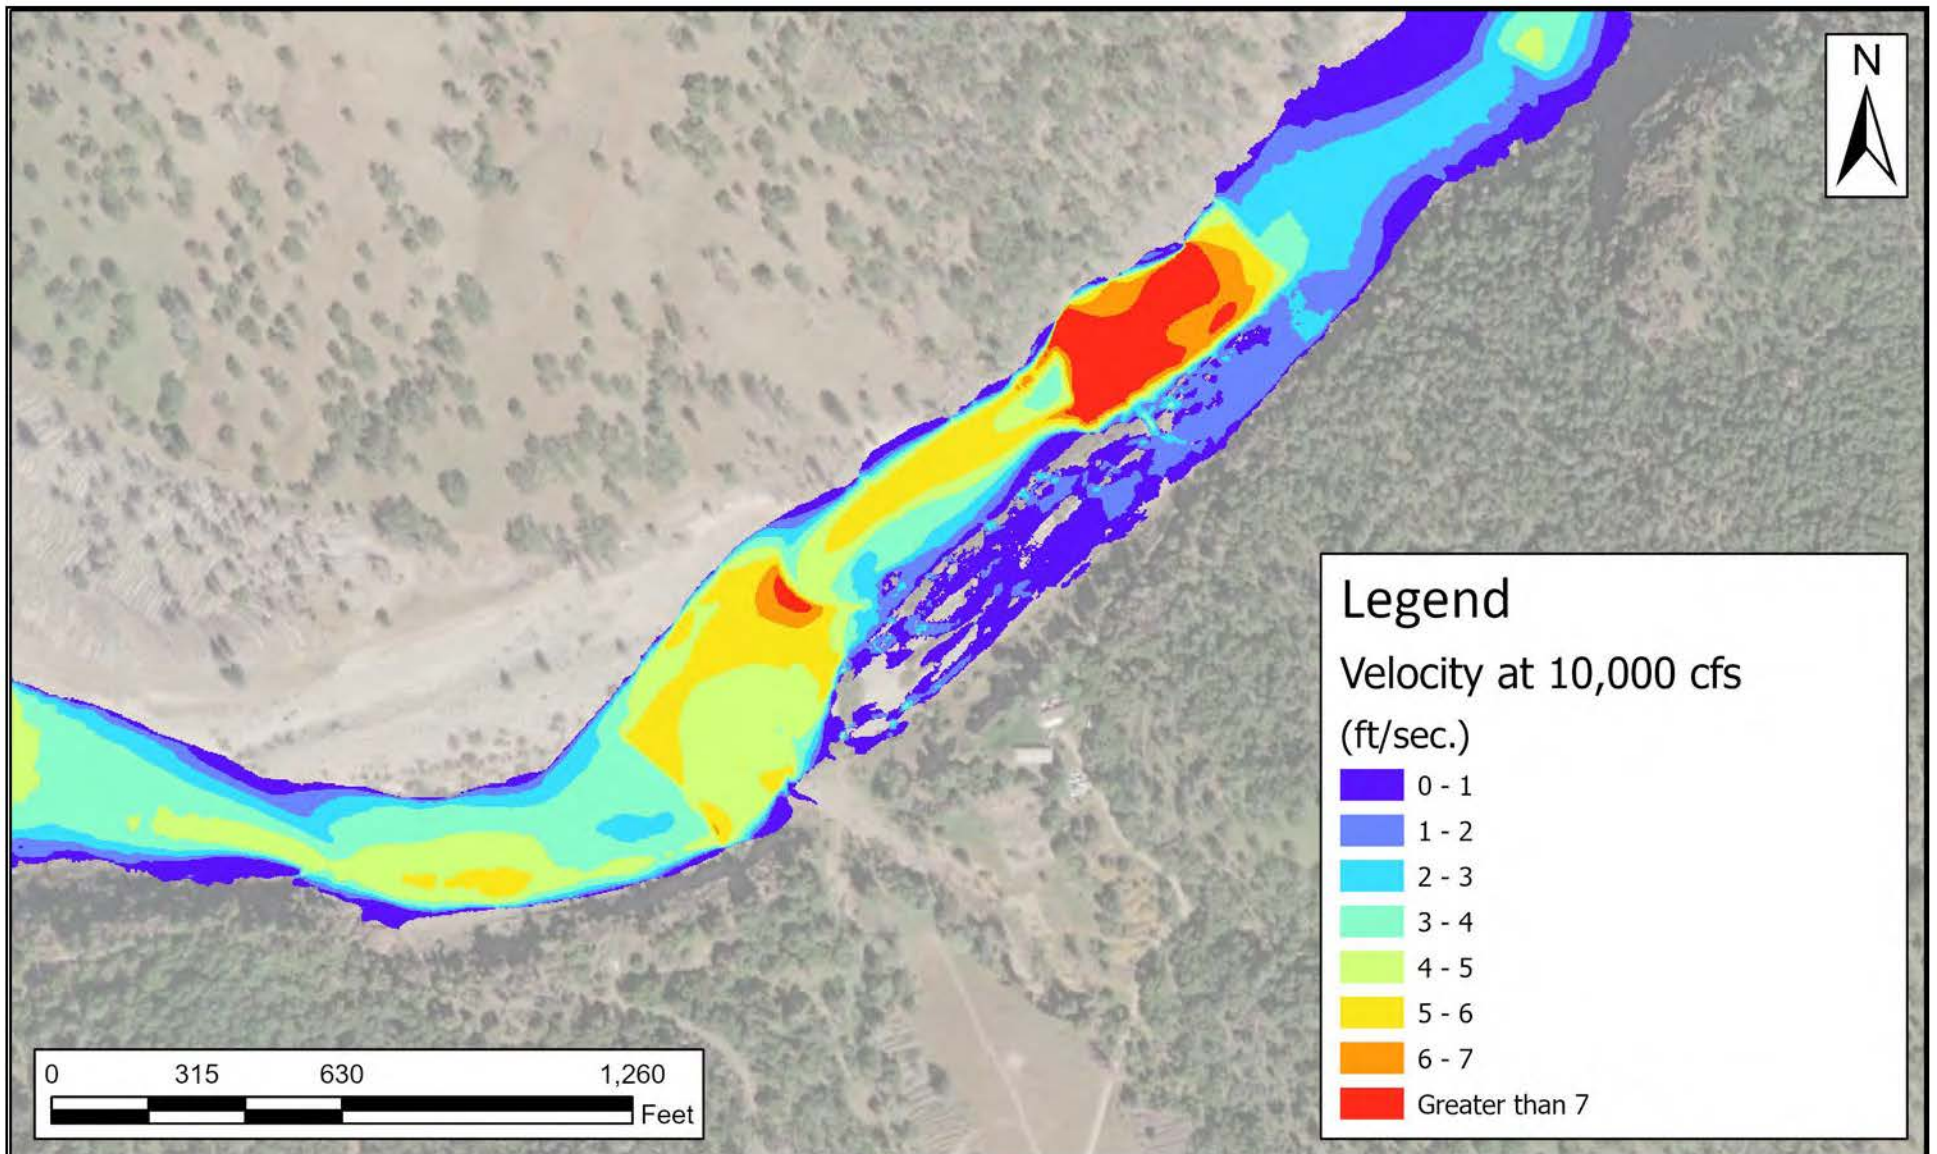 N
Legend
Velocity at 10,000 cfs
(ft/sec.)
0 - 1
1 - 2
2 - 3
3 - 4
4 - 5
5 - 6
6 - 7
Greater than 7
0 315 630 1,260
Feet